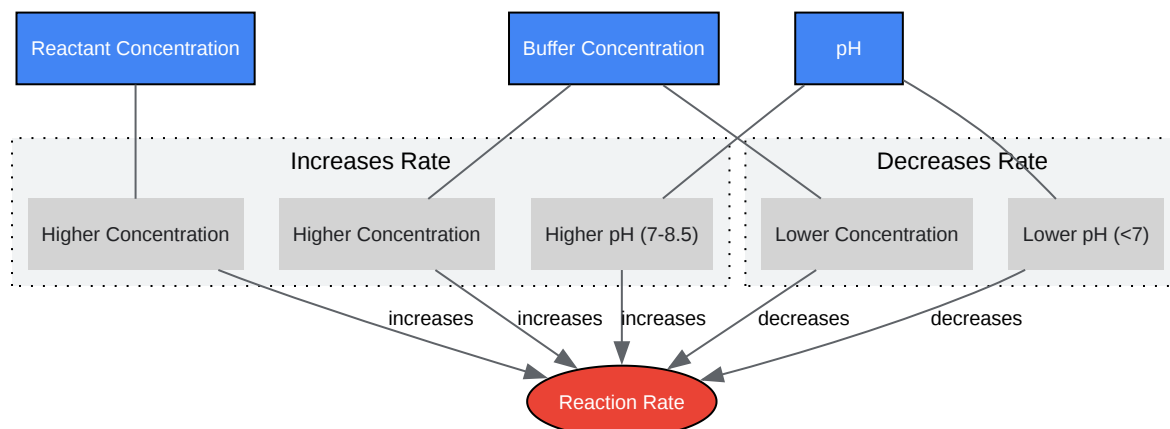 Reactant Concentration
Buffer Concentration
pH
Increases Rate
Decreases Rate
Higher Concentration
Higher Concentration
Higher pH (7-8.5)
Lower Concentration
Lower pH (<7)
increases
increases
increases
decreases
decreases
Reaction Rate